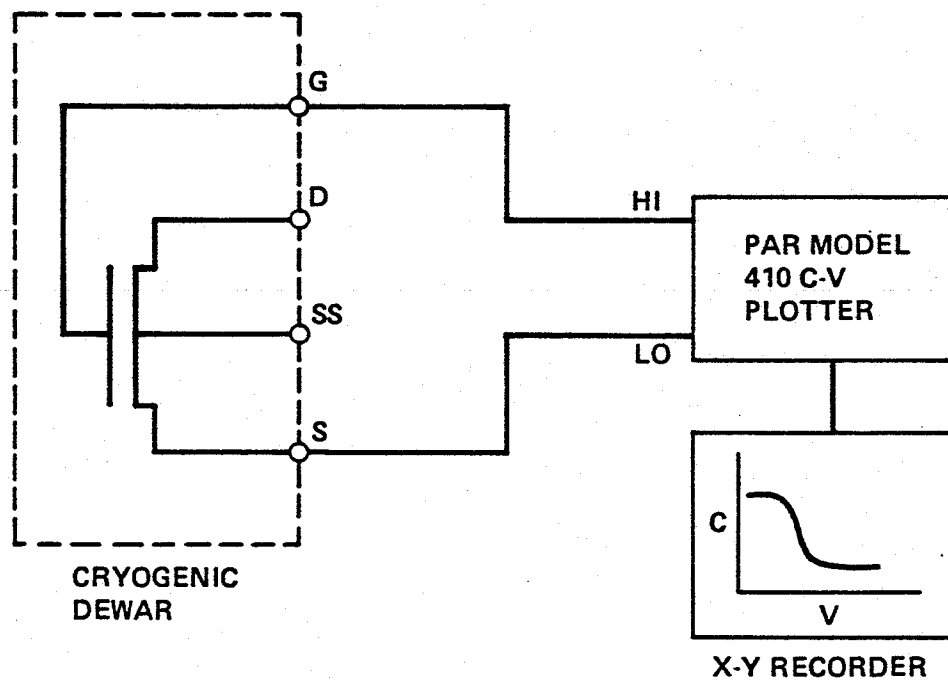 G
D
HI
PAR MODEL
410 C-V
PLOTTER
SS
LO
S
C
V
CRYOGENIC
DEWAR
X-Y RECORDER